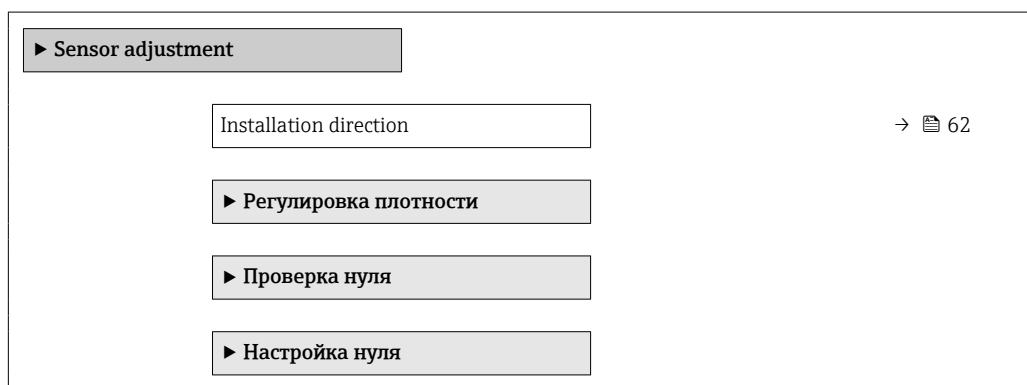 ▶ Sensor adjustment
Installation direction → 62
▶ Регулировка плотности
▶ Проверка нуля
▶ Настройка нуля